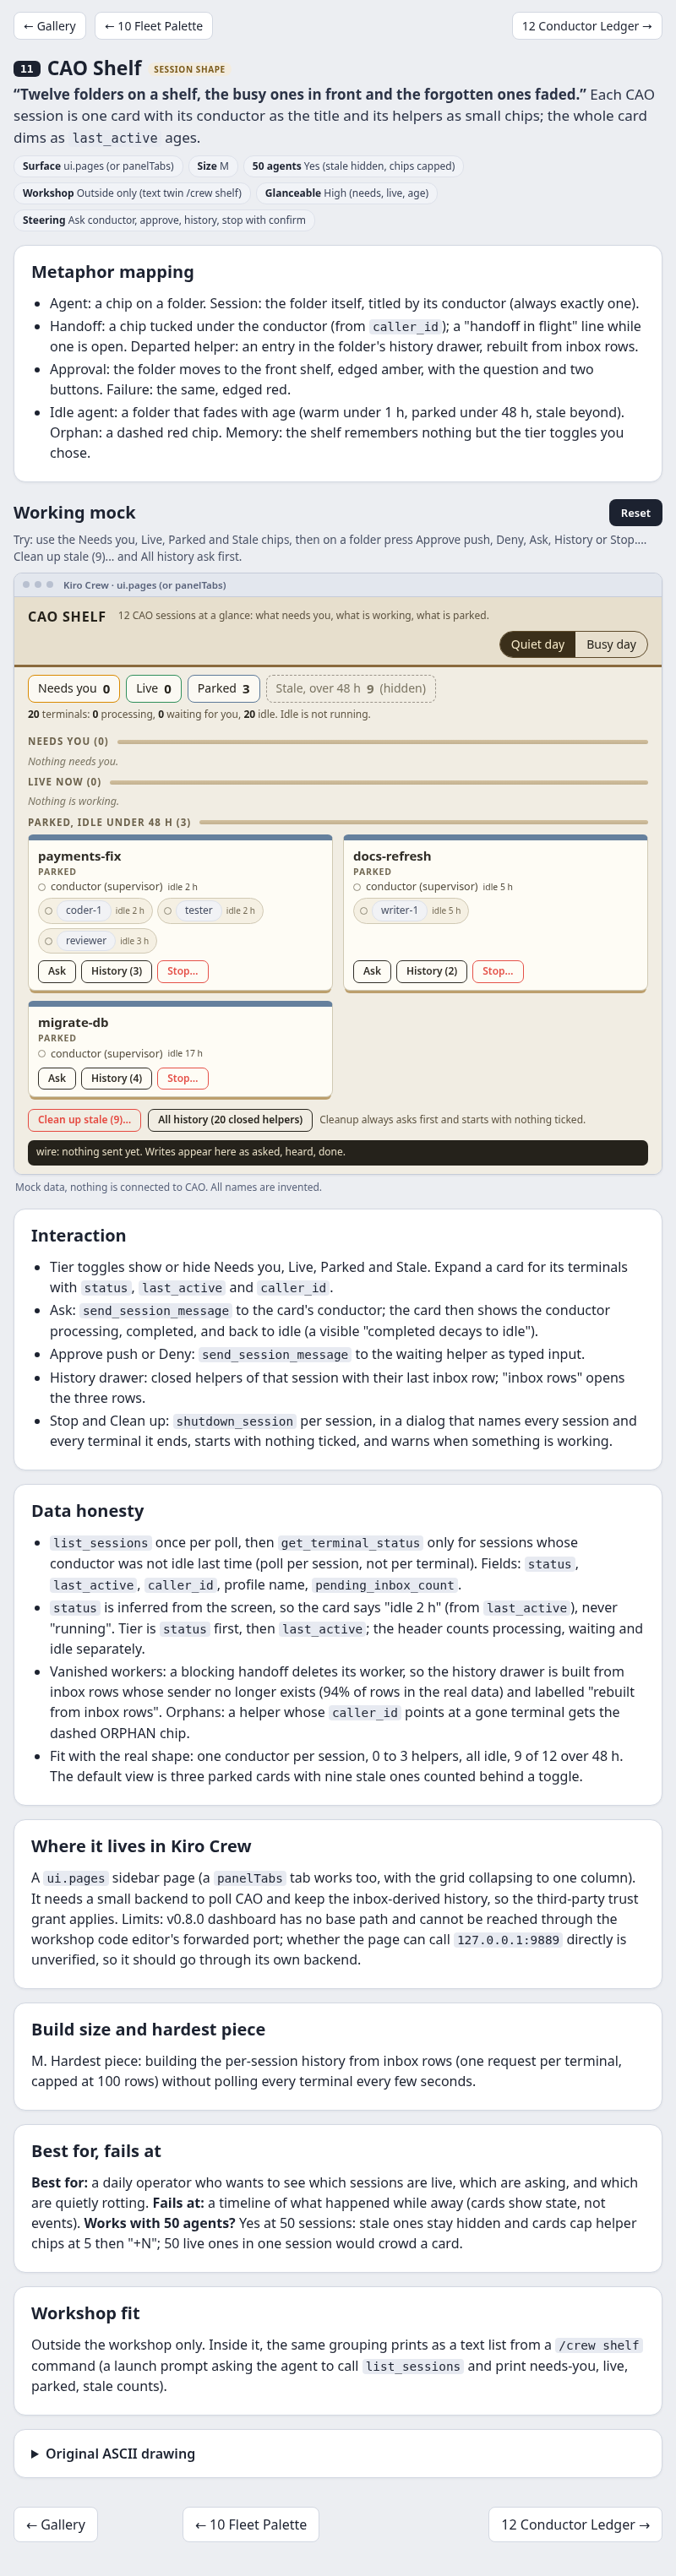 ← Gallery
← 10 Fleet Palette
12 Conductor Ledger →
11 CAO Shelf SESSION SHAPE
“Twelve folders on a shelf, the busy ones in front and the forgotten ones faded.” Each CAO
session is one card with its conductor as the title and its helpers as small chips; the whole card
dims as last_active ages.
Surface ui.pages (or panelTabs)
Size M
50 agents Yes (stale hidden, chips capped)
Workshop Outside only (text twin /crew shelf)
Glanceable High (needs, live, age)
Steering Ask conductor, approve, history, stop with confirm
Metaphor mapping
• Agent: a chip on a folder. Session: the folder itself, titled by its conductor (always exactly one).
• Handoff: a chip tucked under the conductor (from caller_id); a "handoff in flight" line while
one is open. Departed helper: an entry in the folder's history drawer, rebuilt from inbox rows.
• Approval: the folder moves to the front shelf, edged amber, with the question and two
buttons. Failure: the same, edged red.
• Idle agent: a folder that fades with age (warm under 1 h, parked under 48 h, stale beyond).
Orphan: a dashed red chip. Memory: the shelf remembers nothing but the tier toggles you
chose.
Working mock
Reset
Try: use the Needs you, Live, Parked and Stale chips, then on a folder press Approve push, Deny, Ask, History or Stop....
Clean up stale (9)... and All history ask first.
Kiro Crew · ui.pages (or panelTabs)
CAO SHELF
12 CAO sessions at a glance: what needs you, what is working, what is parked.
Quiet day
Busy day
Needs you 0
Live 0
Parked 3
Stale, over 48 h 9 (hidden)
20 terminals: 0 processing, 0 waiting for you, 20 idle. Idle is not running.
NEEDS YOU (0)
Nothing needs you.
LIVE NOW (0)
Nothing is working.
PARKED, IDLE UNDER 48 H (3)
payments-fix
PARKED
conductor (supervisor) idle 2 h
coder-1 idle 2 h
tester idle 2 h
reviewer idle 3 h
Ask
History (3)
Stop...
docs-refresh
PARKED
conductor (supervisor) idle 5 h
writer-1 idle 5 h
Ask
History (2)
Stop...
migrate-db
PARKED
conductor (supervisor) idle 17 h
Ask
History (4)
Stop...
Clean up stale (9)...
All history (20 closed helpers)
Cleanup always asks first and starts with nothing ticked.
wire: nothing sent yet. Writes appear here as asked, heard, done.
Mock data, nothing is connected to CAO. All names are invented.
Interaction
• Tier toggles show or hide Needs you, Live, Parked and Stale. Expand a card for its terminals
with status, last_active and caller_id.
• Ask: send_session_message to the card's conductor; the card then shows the conductor
processing, completed, and back to idle (a visible "completed decays to idle").
• Approve push or Deny: send_session_message to the waiting helper as typed input.
• History drawer: closed helpers of that session with their last inbox row; "inbox rows" opens
the three rows.
• Stop and Clean up: shutdown_session per session, in a dialog that names every session and
every terminal it ends, starts with nothing ticked, and warns when something is working.
Data honesty
• list_sessions once per poll, then get_terminal_status only for sessions whose
conductor was not idle last time (poll per session, not per terminal). Fields: status,
last_active, caller_id, profile name, pending_inbox_count.
• status is inferred from the screen, so the card says "idle 2 h" (from last_active), never
"running". Tier is status first, then last_active; the header counts processing, waiting and
idle separately.
• Vanished workers: a blocking handoff deletes its worker, so the history drawer is built from
inbox rows whose sender no longer exists (94% of rows in the real data) and labelled "rebuilt
from inbox rows". Orphans: a helper whose caller_id points at a gone terminal gets the
dashed ORPHAN chip.
• Fit with the real shape: one conductor per session, 0 to 3 helpers, all idle, 9 of 12 over 48 h.
The default view is three parked cards with nine stale ones counted behind a toggle.
Where it lives in Kiro Crew
A ui.pages sidebar page (a panelTabs tab works too, with the grid collapsing to one column).
It needs a small backend to poll CAO and keep the inbox-derived history, so the third-party trust
grant applies. Limits: v0.8.0 dashboard has no base path and cannot be reached through the
workshop code editor's forwarded port; whether the page can call 127.0.0.1:9889 directly is
unverified, so it should go through its own backend.
Build size and hardest piece
M. Hardest piece: building the per-session history from inbox rows (one request per terminal,
capped at 100 rows) without polling every terminal every few seconds.
Best for, fails at
Best for: a daily operator who wants to see which sessions are live, which are asking, and which
are quietly rotting. Fails at: a timeline of what happened while away (cards show state, not
events). Works with 50 agents? Yes at 50 sessions: stale ones stay hidden and cards cap helper
chips at 5 then "+N"; 50 live ones in one session would crowd a card.
Workshop fit
Outside the workshop only. Inside it, the same grouping prints as a text list from a /crew shelf
command (a launch prompt asking the agent to call list_sessions and print needs-you, live,
parked, stale counts).
▶ Original ASCII drawing
← Gallery
← 10 Fleet Palette
12 Conductor Ledger →